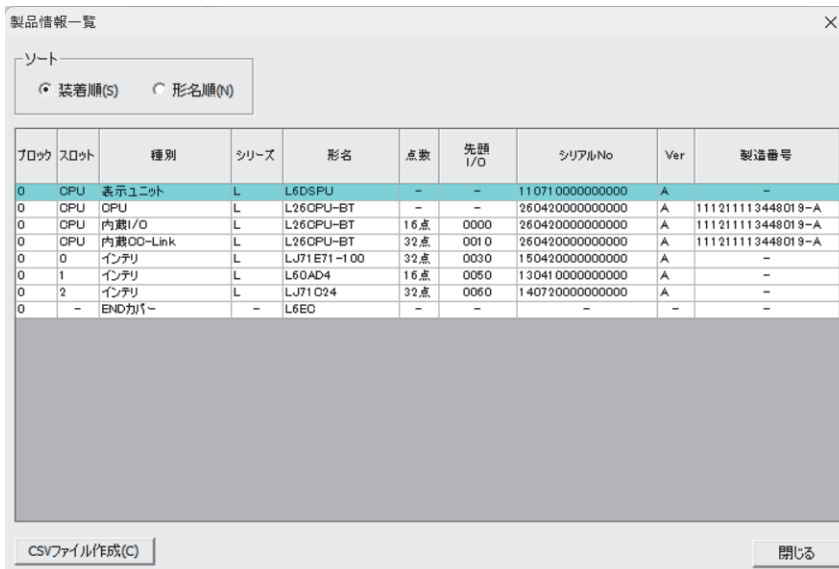 製品情報一覧
ソート
装着順(S) 形名順(N)
ブロック スロット 種別 シリーズ 形名 点数 先頭I/O シリアルNo Ver 製造番号
0 CPU 表示ユニット L L6DSPU - - 110710000000000 A -
0 CPU CPU L L26CPU-BT - - 260420000000000 A 111211113448019-A
0 CPU 内蔵I/O L L26CPU-BT 16点 0000 260420000000000 A 111211113448019-A
0 CPU 内蔵CC-Link L L26CPU-BT 32点 0010 260420000000000 A 111211113448019-A
0 0 インテリ L LJ71E71-100 32点 0030 150420000000000 A -
0 1 インテリ L L60AD4 16点 0050 130410000000000 A -
0 2 インテリ L LJ71C24 32点 0060 140720000000000 A -
0 - ENDカバー - L6EC - - - - -
CSVファイル作成(C) 閉じる